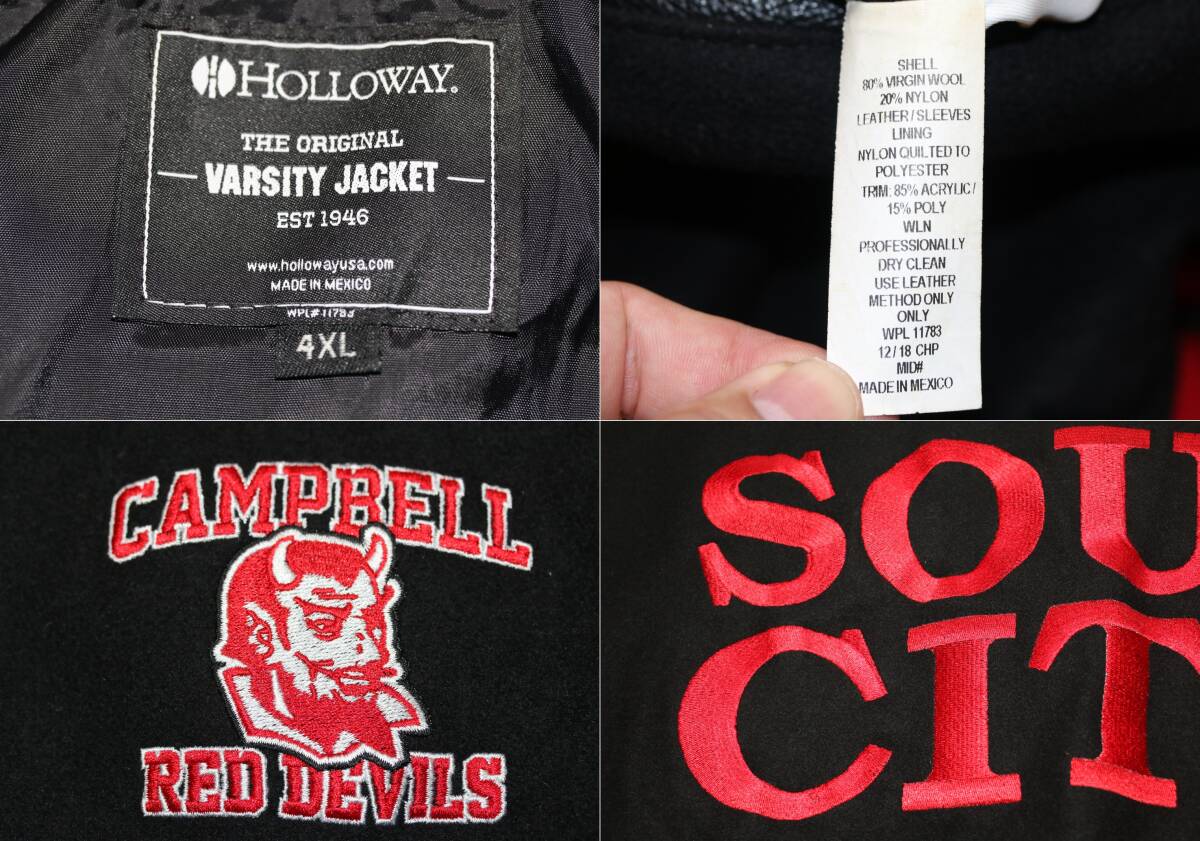 HOLLOWAY.
THE ORIGINAL
VARSITY JACKET
EST 1946
www.hollowayusa.com
MADE IN MEXICO
WPL# 11783
4XL
SHELL
80% VIRGIN WOOL
20% NYLON
LEATHER / SLEEVES
LINING
NYLON QUILTED TO
POLYESTER
TRIM: 85% ACRYLIC /
15% POLY
WLN
PROFESSIONALLY
DRY CLEAN
USE LEATHER
METHOD ONLY
ONLY
WPL 11783
12 / 18 CHP
MID#
MADE IN MEXICO
CAMPBELL
RED DEVILS
SOU
CIT